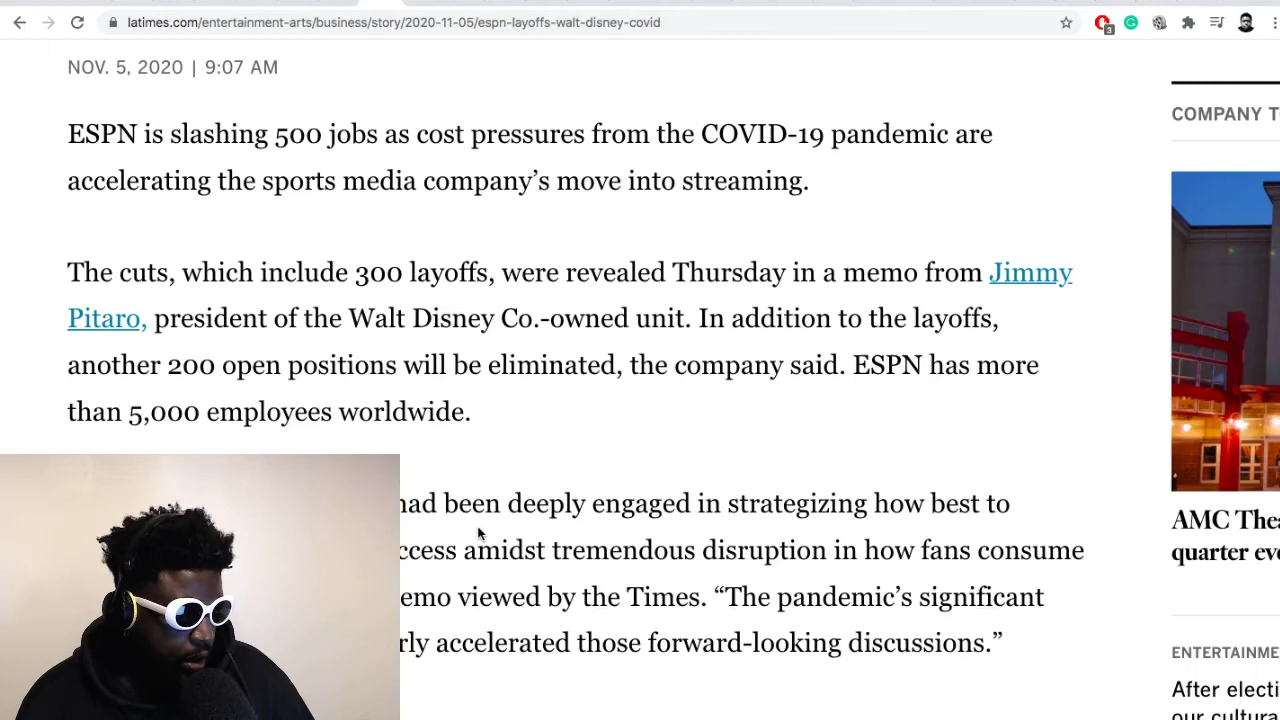 latimes.com/entertainment-arts/business/story/2020-11-05/espn-layoffs-walt-disney-covid
3
NOV. 5, 2020 | 9:07 AM
ESPN is slashing 500 jobs as cost pressures from the COVID-19 pandemic are
accelerating the sports media company’s move into streaming.
The cuts, which include 300 layoffs, were revealed Thursday in a memo from Jimmy
Pitaro, president of the Walt Disney Co.-owned unit. In addition to the layoffs,
another 200 open positions will be eliminated, the company said. ESPN has more
than 5,000 employees worldwide.
had been deeply engaged in strategizing how best to
ccess amidst tremendous disruption in how fans consume
emo viewed by the Times. “The pandemic’s significant
rly accelerated those forward-looking discussions.”
COMPANY T
AMC Thea
quarter eve
ENTERTAINME
After electi
our cultura